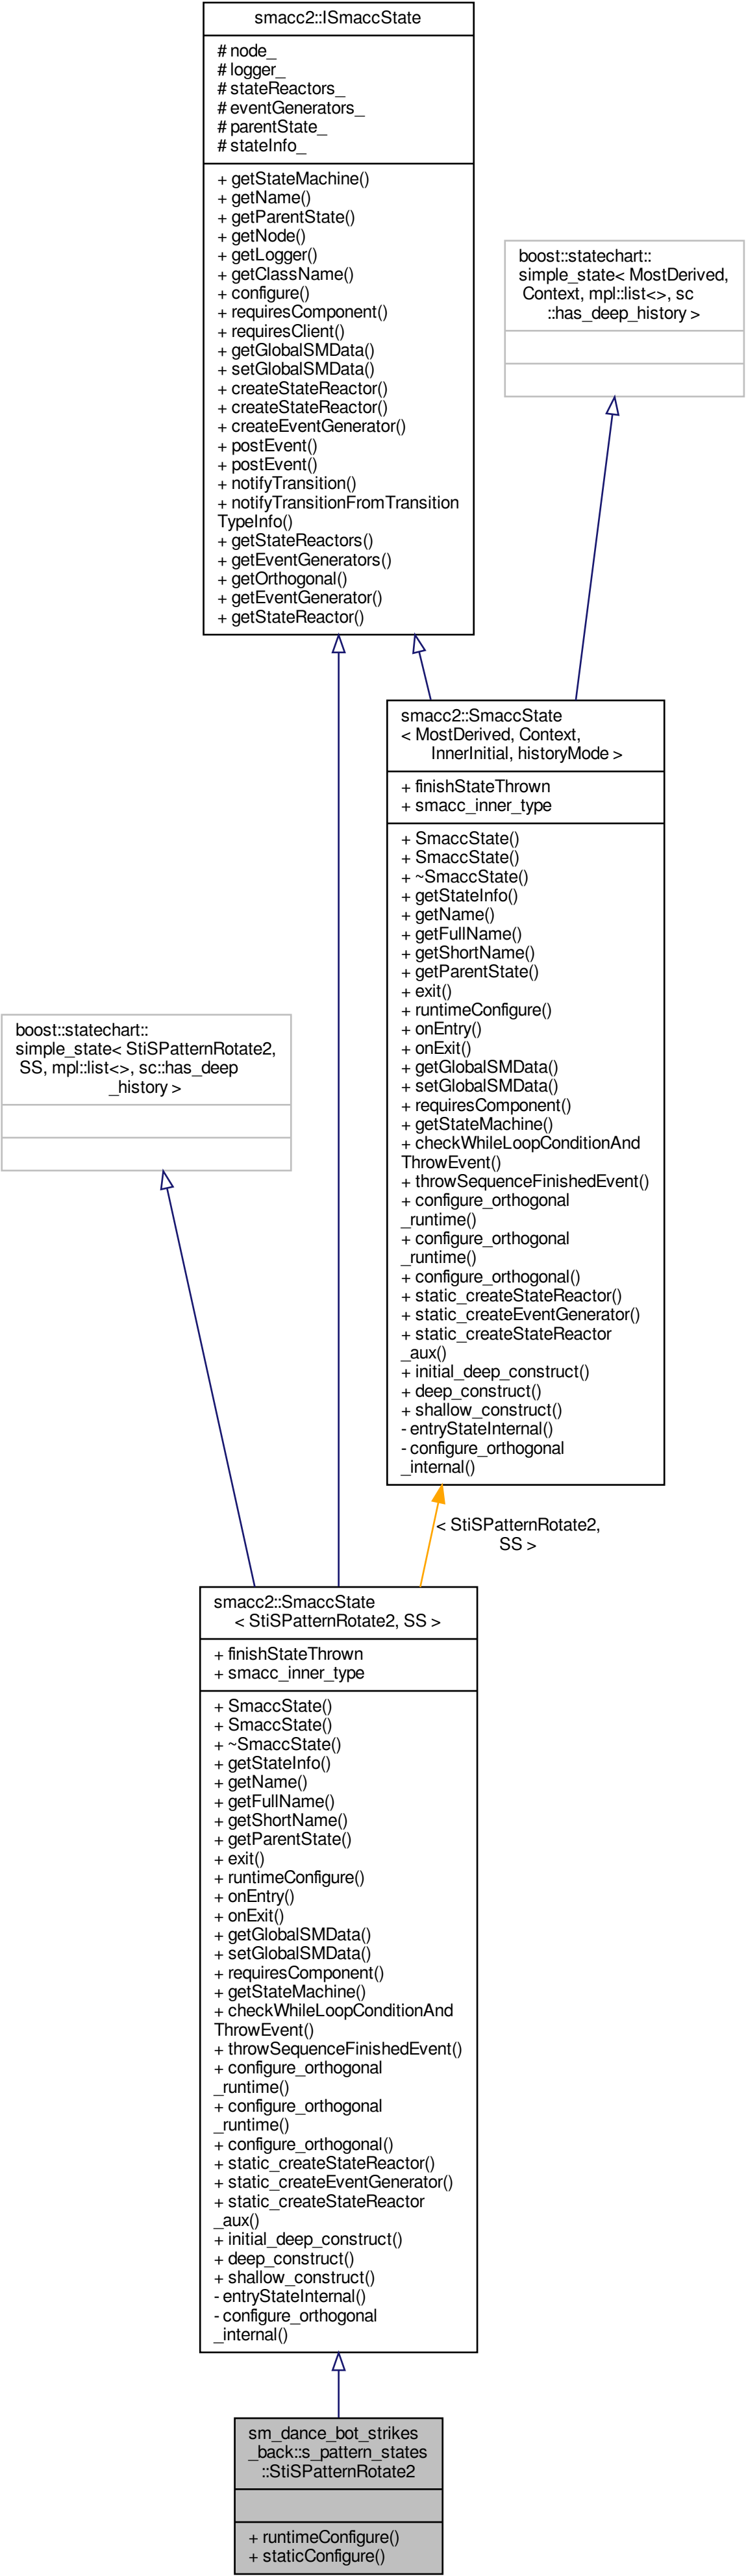 smacc2::ISmaccState
# node_
# logger_
# stateReactors_
# eventGenerators_
# parentState_
# stateInfo_
+ getStateMachine()
+ getName()
+ getParentState()
+ getNode()
+ getLogger()
+ getClassName()
+ configure()
+ requiresComponent()
+ requiresClient()
+ getGlobalSMData()
+ setGlobalSMData()
+ createStateReactor()
+ createStateReactor()
+ createEventGenerator()
+ postEvent()
+ postEvent()
+ notifyTransition()
+ notifyTransitionFromTransition
TypeInfo()
+ getStateReactors()
+ getEventGenerators()
+ getOrthogonal()
+ getEventGenerator()
+ getStateReactor()
boost::statechart::
simple_state< MostDerived,
Context, mpl::list<>, sc
::has_deep_history >
smacc2::SmaccState
< MostDerived, Context,
InnerInitial, historyMode >
+ finishStateThrown
+ smacc_inner_type
+ SmaccState()
+ SmaccState()
+ ~SmaccState()
+ getStateInfo()
+ getName()
+ getFullName()
+ getShortName()
+ getParentState()
+ exit()
+ runtimeConfigure()
+ onEntry()
+ onExit()
+ getGlobalSMData()
+ setGlobalSMData()
+ requiresComponent()
+ getStateMachine()
+ checkWhileLoopConditionAnd
ThrowEvent()
+ throwSequenceFinishedEvent()
+ configure_orthogonal
_runtime()
+ configure_orthogonal
_runtime()
+ configure_orthogonal()
+ static_createStateReactor()
+ static_createEventGenerator()
+ static_createStateReactor
_aux()
+ initial_deep_construct()
+ deep_construct()
+ shallow_construct()
- entryStateInternal()
- configure_orthogonal
_internal()
boost::statechart::
simple_state< StiSPatternRotate2,
SS, mpl::list<>, sc::has_deep
_history >
< StiSPatternRotate2,
SS >
smacc2::SmaccState
< StiSPatternRotate2, SS >
+ finishStateThrown
+ smacc_inner_type
+ SmaccState()
+ SmaccState()
+ ~SmaccState()
+ getStateInfo()
+ getName()
+ getFullName()
+ getShortName()
+ getParentState()
+ exit()
+ runtimeConfigure()
+ onEntry()
+ onExit()
+ getGlobalSMData()
+ setGlobalSMData()
+ requiresComponent()
+ getStateMachine()
+ checkWhileLoopConditionAnd
ThrowEvent()
+ throwSequenceFinishedEvent()
+ configure_orthogonal
_runtime()
+ configure_orthogonal
_runtime()
+ configure_orthogonal()
+ static_createStateReactor()
+ static_createEventGenerator()
+ static_createStateReactor
_aux()
+ initial_deep_construct()
+ deep_construct()
+ shallow_construct()
- entryStateInternal()
- configure_orthogonal
_internal()
sm_dance_bot_strikes
_back::s_pattern_states
::StiSPatternRotate2
+ runtimeConfigure()
+ staticConfigure()